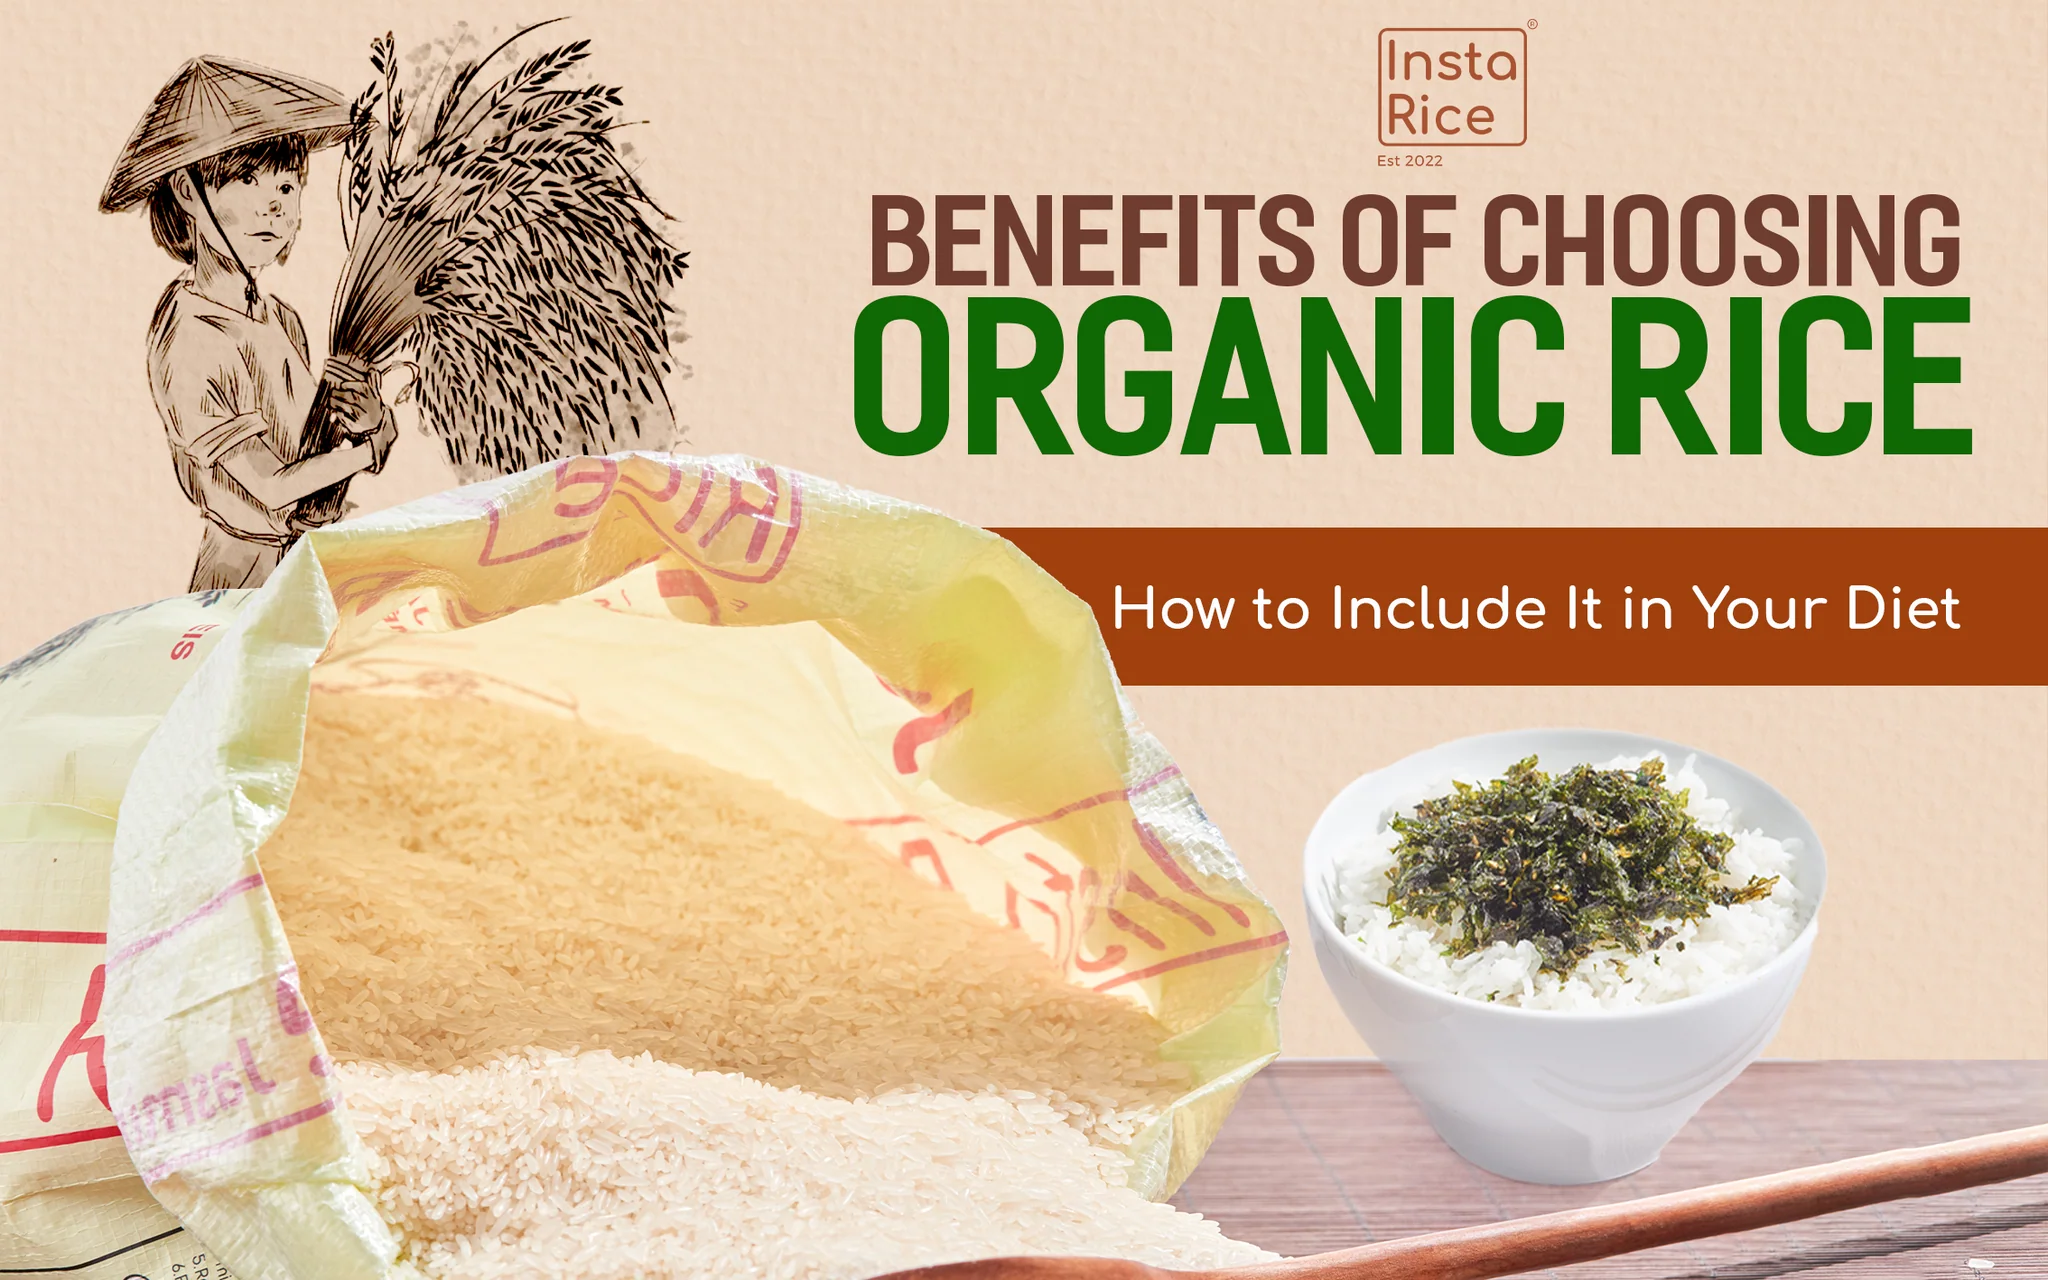 Insta
Rice
®
Est 2022
BENEFITS OF CHOOSING
ORGANIC RICE
How to Include It in Your Diet